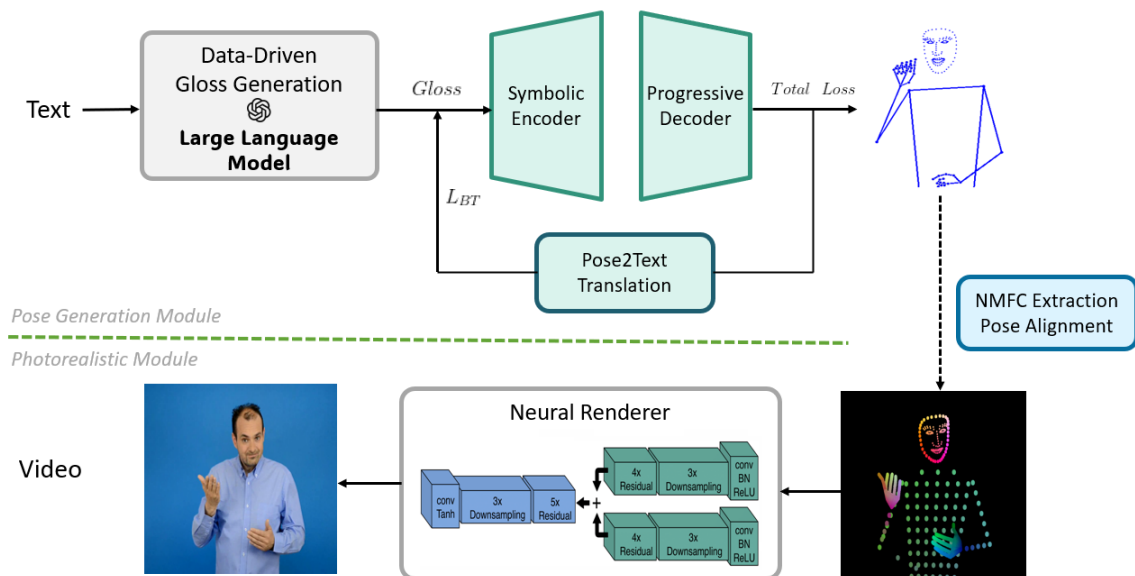 Text
Data-Driven
Gloss Generation
Large Language
Model
Gloss
Symbolic
Encoder
Progressive
Decoder
Total Loss
L_{BT}
Pose2Text
Translation
NMFC Extraction
Pose Alignment
Pose Generation Module
Photorealistic Module
Video
Neural Renderer
conv
Tanh
3x
Downsampling
5x
Residual
+
4x
Residual
3x
Downsampling
conv
BN
ReLU
4x
Residual
3x
Downsampling
conv
BN
ReLU